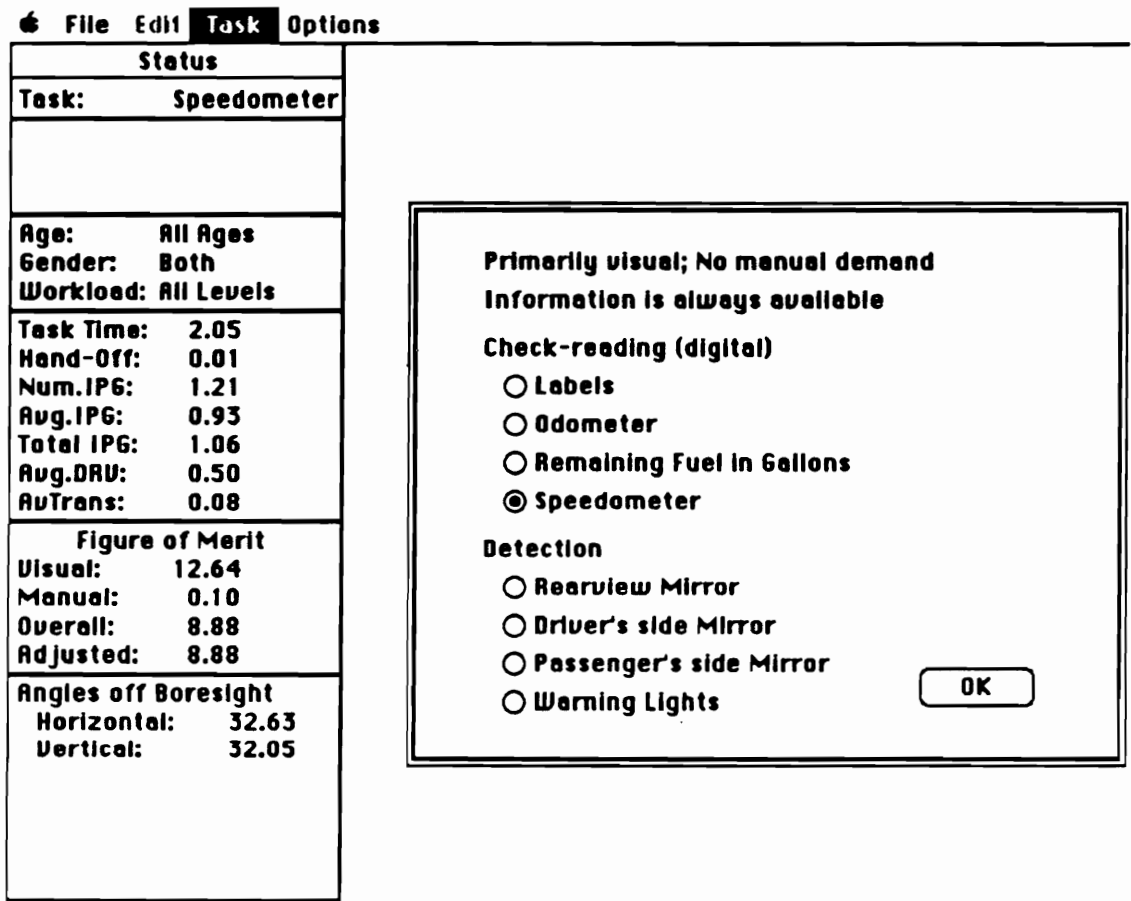 File Edit Task Options
Status
Task: Speedometer
Age: All Ages
Gender: Both
Workload: All Levels
Task Time: 2.05
Hand-Off: 0.01
Num.IPG: 1.21
Avg.IPG: 0.93
Total IPG: 1.06
Avg.DRV: 0.50
AvTrans: 0.08
Figure of Merit
Visual: 12.64
Manual: 0.10
Overall: 8.88
Adjusted: 8.88
Angles off Boresight
Horizontal: 32.63
Vertical: 32.05
Primarily visual; No manual demand
Information is always available
Check-reading (digital)
Labels
Odometer
Remaining Fuel in Gallons
Speedometer
Detection
Rearview Mirror
Driver's side Mirror
Passenger's side Mirror
Warning Lights
OK